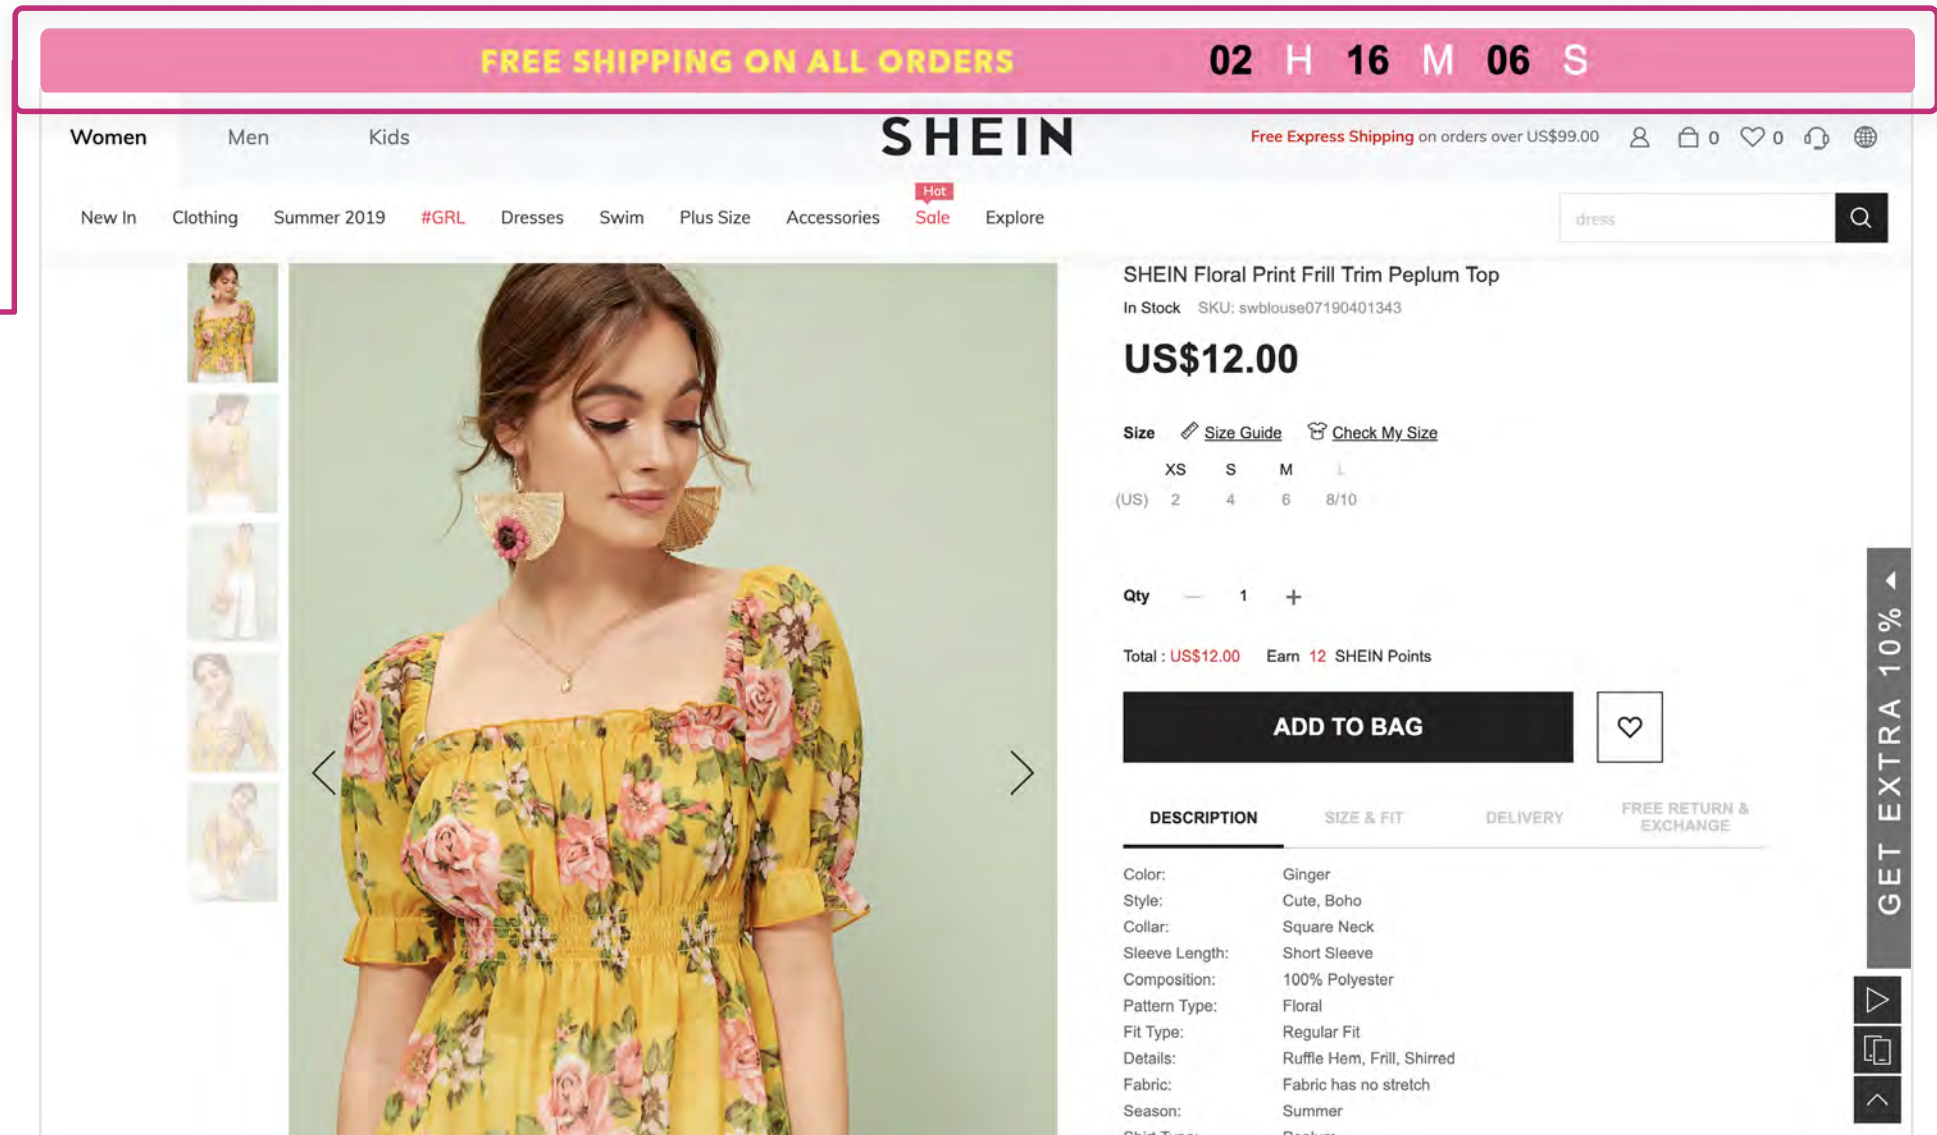 FREE SHIPPING ON ALL ORDERS 02 H 16 M 06 S
Women Men Kids
SHEIN
Free Express Shipping on orders over US$99.00 0 0
Hot
New In Clothing Summer 2019 #GRL Dresses Swim Plus Size Accessories Sale Explore
dress
SHEIN Floral Print Frill Trim Peplum Top
In Stock SKU: swblouse07190401343
US$12.00
Size Size Guide Check My Size
XS S M L
(US) 2 4 6 8/10
Qty 1 +
Total : US$12.00 Earn 12 SHEIN Points
ADD TO BAG
DESCRIPTION SIZE & FIT DELIVERY FREE RETURN &
EXCHANGE
Color: Ginger
Style: Cute, Boho
Collar: Square Neck
Sleeve Length: Short Sleeve
Composition: 100% Polyester
Pattern Type: Floral
Fit Type: Regular Fit
Details: Ruffle Hem, Frill, Shirred
Fabric: Fabric has no stretch
Season: Summer
GET EXTRA 10%